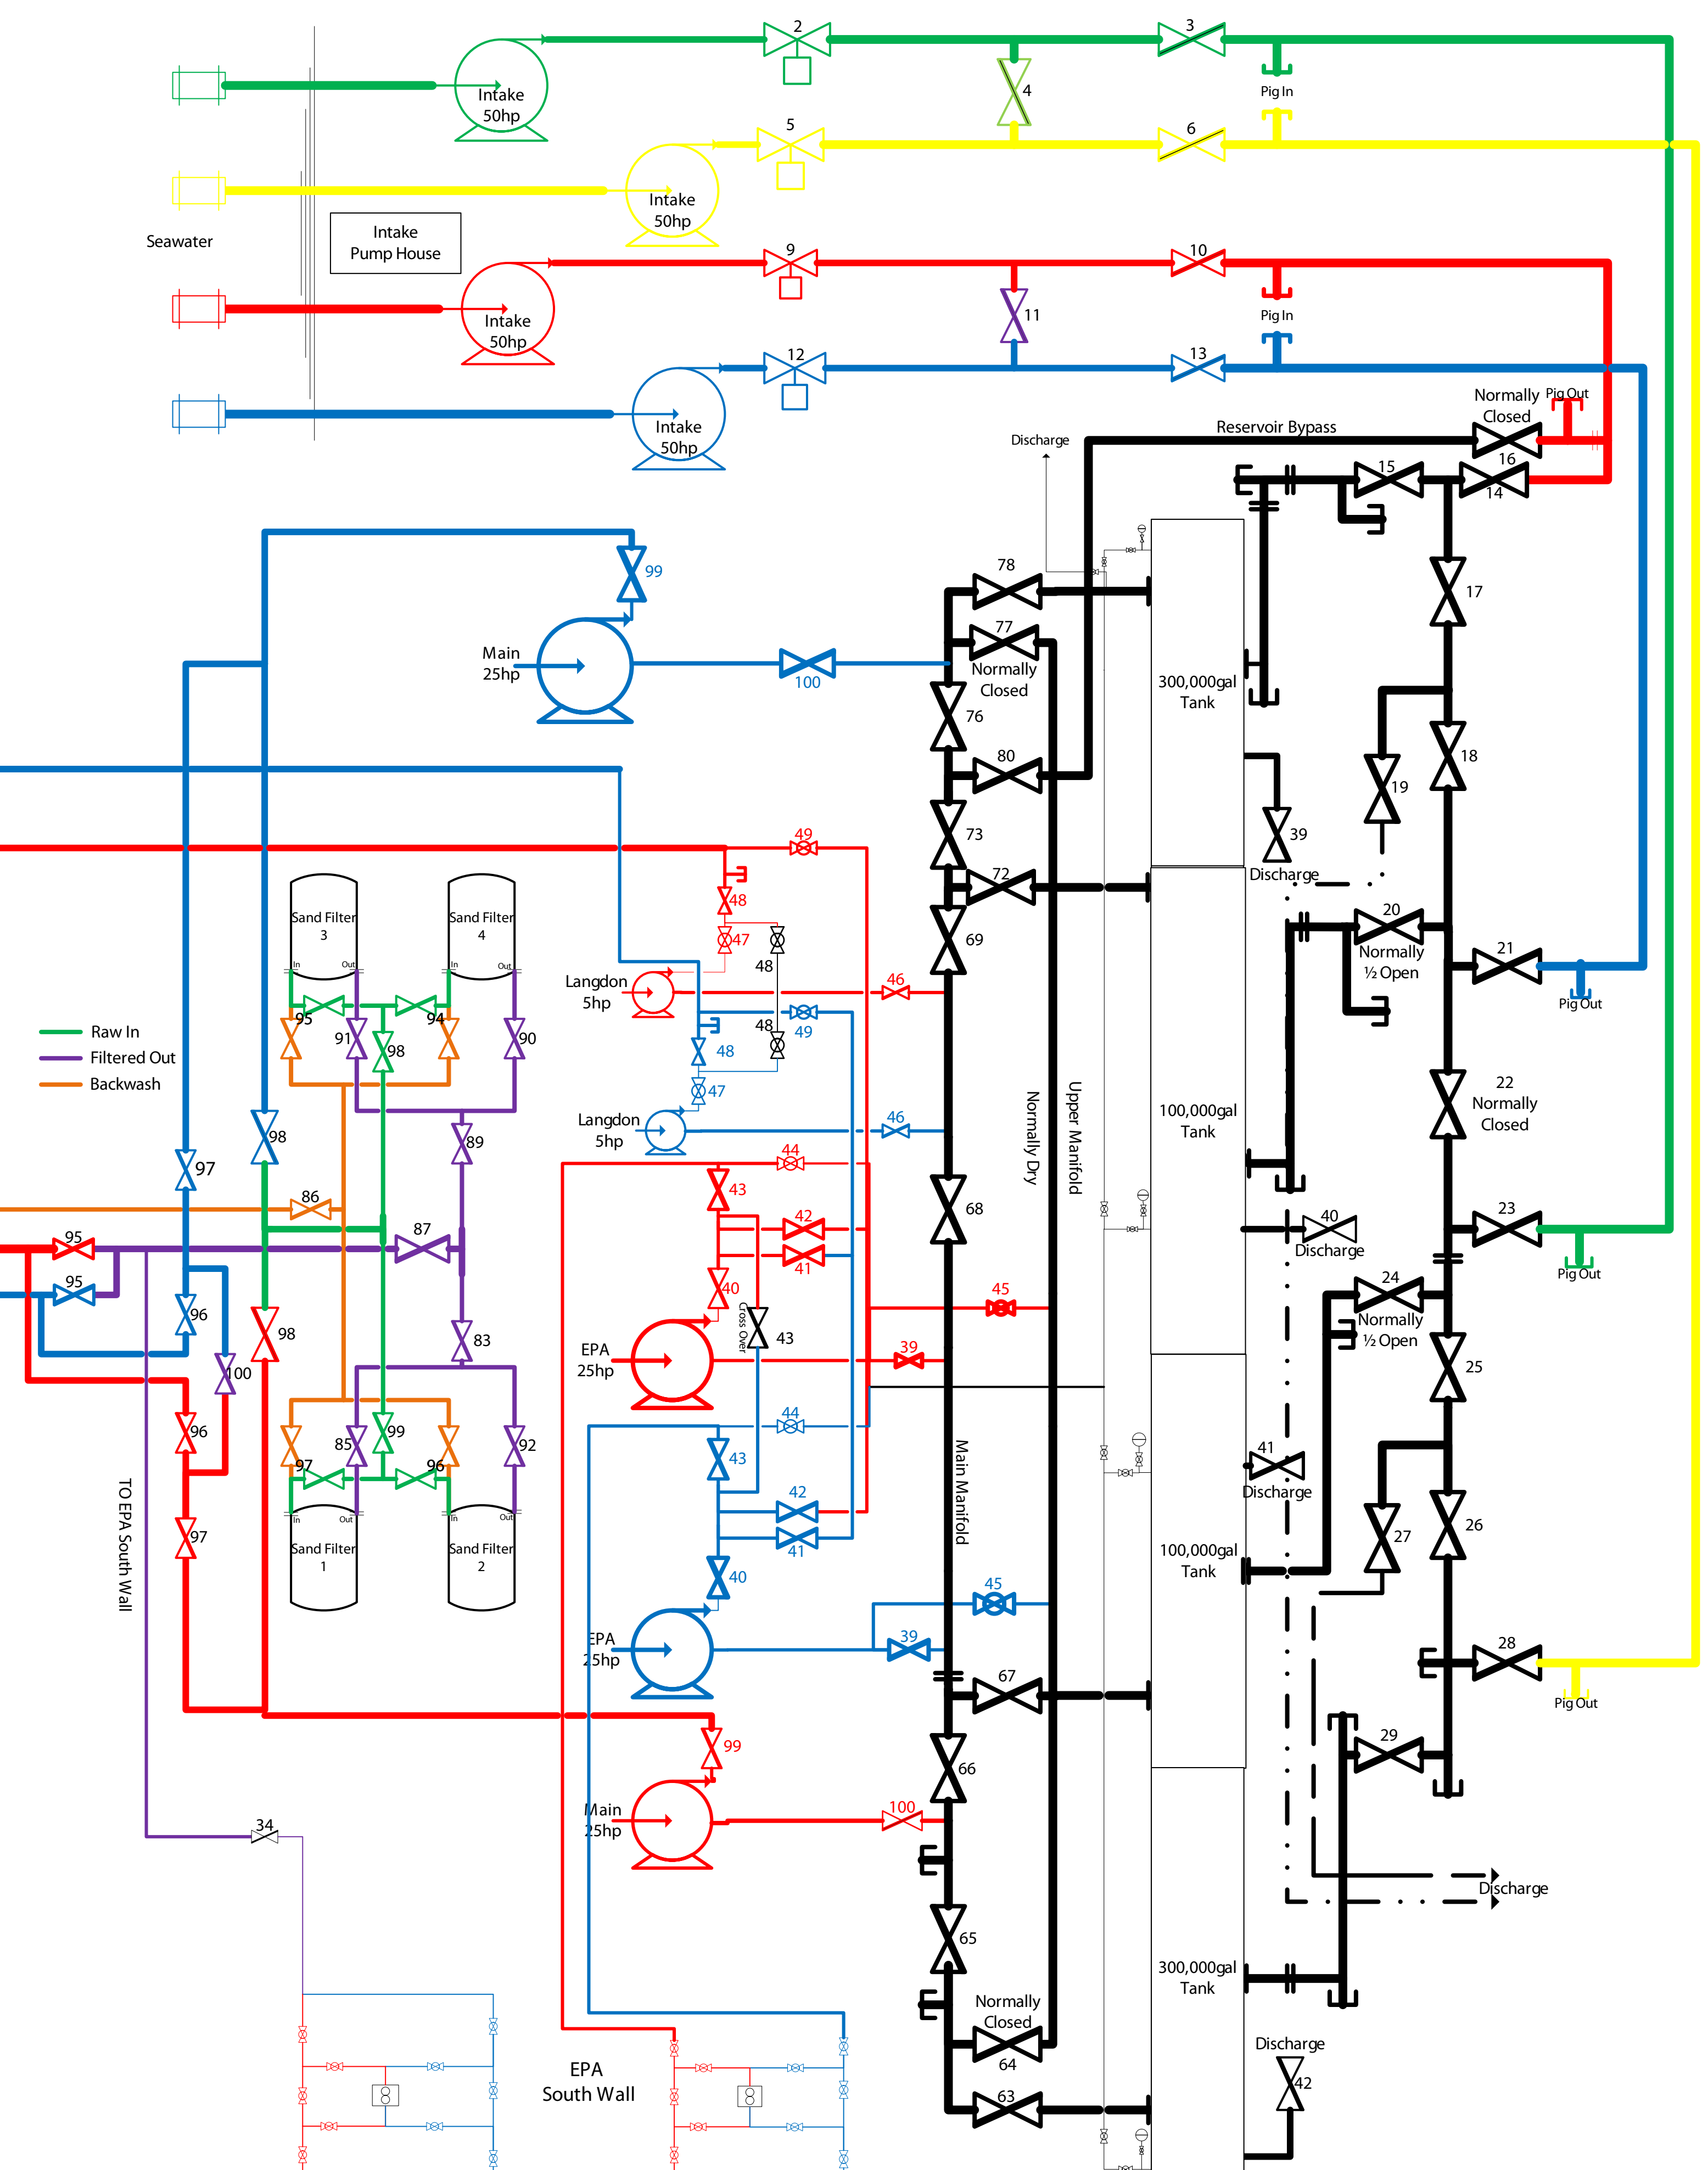 2
3
Intake
50hp
4
Pig In
5
6
Intake
50hp
Seawater
Intake
Pump House
9
10
Intake
50hp
11
Pig In
12
13
Intake
50hp
Normally
Closed
Pig Out
Reservoir Bypass
Discharge
16
15
14
78
99
17
77
Normally
Closed
Main
25hp
100
300,000gal
Tank
76
80
18
19
73
39
49
Discharge
72
48
Sand Filter
3
Sand Filter
4
20
69
47
48
Normally
½ Open
21
In
Out
In
Out
Langdon
5hp
46
Pig Out
95
94
48
49
Raw In
Filtered Out
Backwash
91
98
90
48
47
Normally Dry
Upper Manifold
100,000gal
Tank
22
Normally
Closed
Langdon
5hp
46
98
89
97
44
43
86
42
68
40
Discharge
23
95
87
41
Pig Out
95
40
45
24
Normally
½ Open
96
98
83
Cross Over
43
EPA
25hp
39
25
100
96
99
44
85
92
43
41
Discharge
97
96
Main Manifold
TO EPA South Wall
42
26
27
97
In
Out
In
Out
Sand Filter
1
Sand Filter
2
41
100,000gal
Tank
40
45
EPA
25hp
39
28
67
Pig Out
99
29
66
Main
25hp
100
34
Discharge
65
300,000gal
Tank
Normally
Closed
64
Discharge
EPA
South Wall
42
63